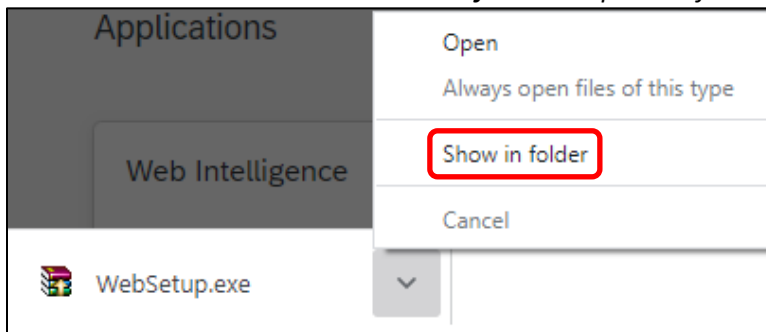 Applications
Open
Always open files of this type
Web Intelligence
Show in folder
Cancel
WebSetup.exe